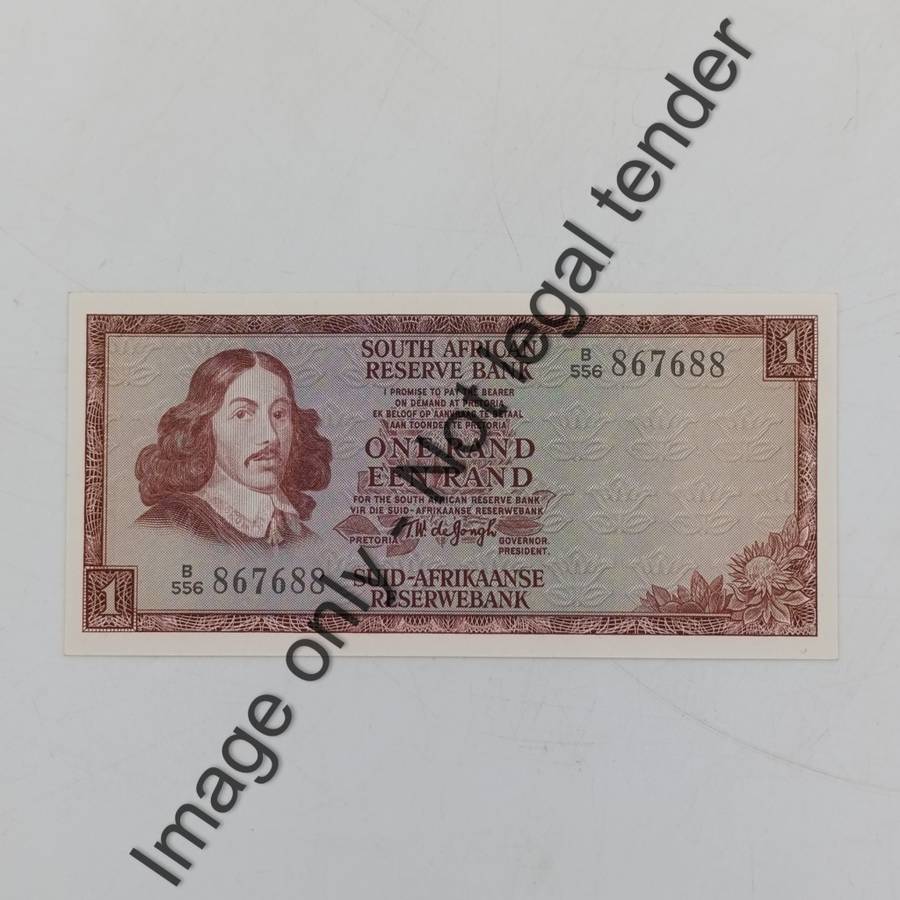 1
SOUTH AFRICAN
RESERVE BANK
B
556 867688
I PROMISE TO PAY THE BEARER
ON DEMAND AT PRETORIA
EK BELOOF OP AANVRAAG TE BETAAL
AAN TOONDER TE PRETORIA
ONE RAND
EEN RAND
FOR THE SOUTH AFRICAN RESERVE BANK
VIR DIE SUID-AFRIKAANSE RESERWEBANK
T.W. de Jongh
PRETORIA
GOVERNOR.
PRESIDENT.
B
556 867688
SUID-AFRIKAANSE
RESERWEBANK
1
Image only - Not legal tender